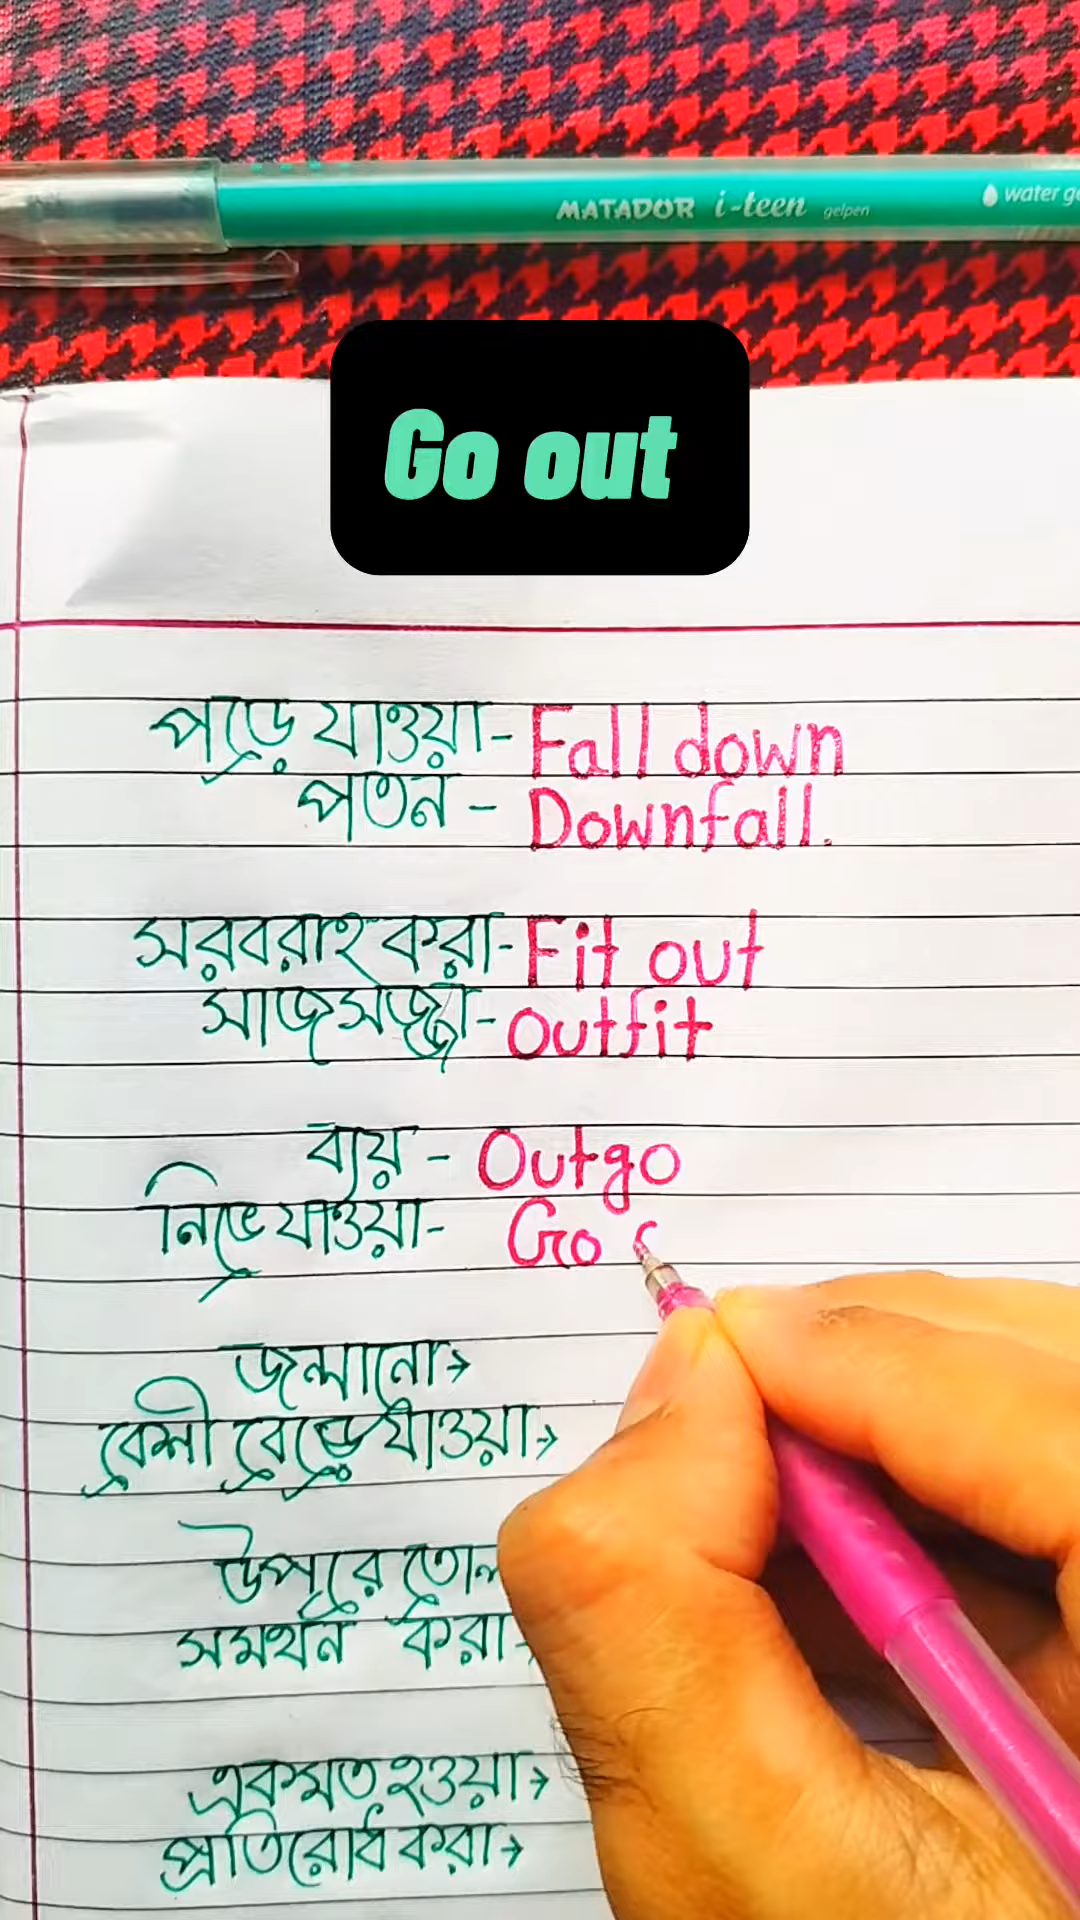 MATADOR i-teen gelpen water ge
Go out
পড়ে যাওয়া- Fall down
পতন - Downfall.
সরবরাহ করা- Fit out
সাজসজ্জা- outfit
ব্যয় - Outgo
নিভে যাওয়া- Go
জন্মানো→
বেশী বেড়ে যাওয়া→
উপরে তোল
সমর্থন করা-
একমত হওয়া→
প্রতিরোধ করা→